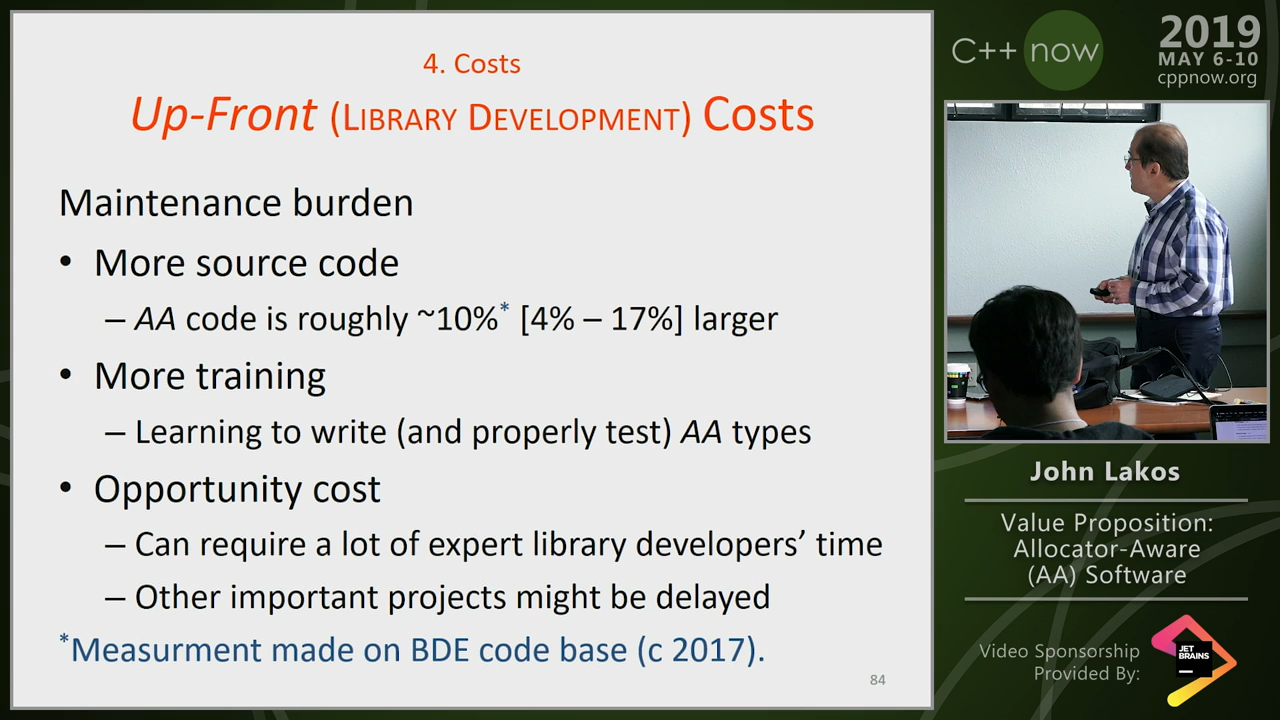 4. Costs
Up-Front (LIBRARY DEVELOPMENT) Costs
Maintenance burden
• More source code
– AA code is roughly ~10%* [4% – 17%] larger
• More training
– Learning to write (and properly test) AA types
• Opportunity cost
– Can require a lot of expert library developers’ time
– Other important projects might be delayed
*Measurment made on BDE code base (c 2017).
84
C++ now
2019
MAY 6-10
cppnow.org
John Lakos
Value Proposition:
Allocator-Aware
(AA) Software
Video Sponsorship
Provided By:
JET
BRAINS